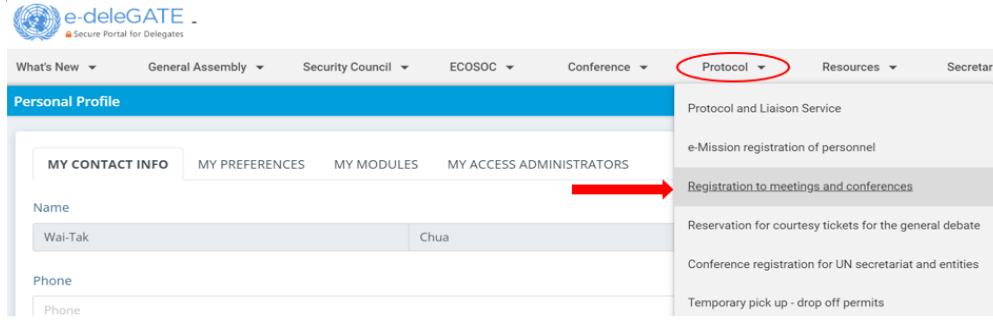 e-deleGATE
Secure Portal for Delegates
What's New General Assembly Security Council ECOSOC Conference Protocol Resources Secretar
Personal Profile
MY CONTACT INFO MY PREFERENCES MY MODULES MY ACCESS ADMINISTRATORS
Name
Wai-Tak Chua
Phone
Phone
Protocol and Liaison Service
e-Mission registration of personnel
Registration to meetings and conferences
Reservation for courtesy tickets for the general debate
Conference registration for UN secretariat and entities
Temporary pick up - drop off permits